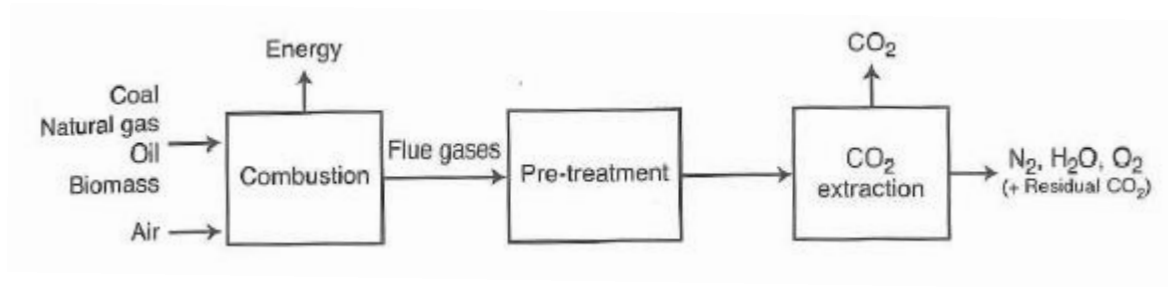 Energy
Coal
Natural gas
Oil
Biomass
Air
Combustion
Flue gases
Pre-treatment
CO₂
CO₂
extraction
N₂, H₂O, O₂
(+ Residual CO₂)